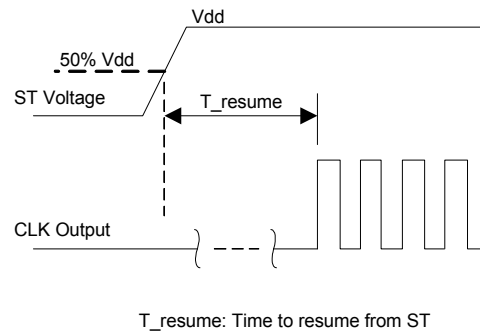 Vdd
50% Vdd
ST Voltage
T_resume
CLK Output
T_resume: Time to resume from ST